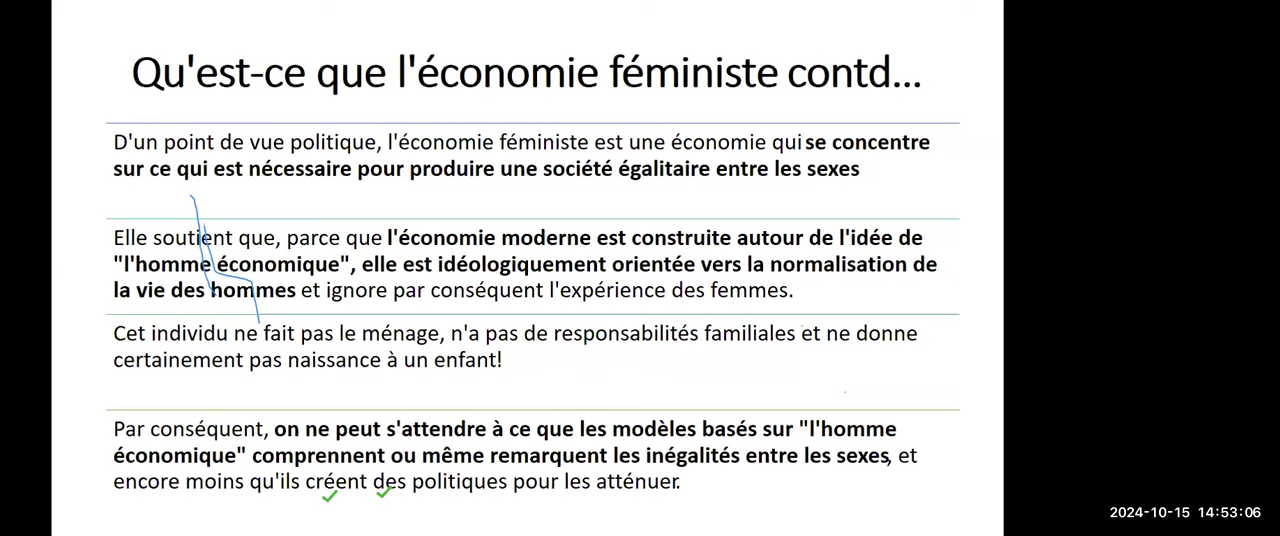 Qu'est-ce que l'économie féministe contd...
D'un point de vue politique, l'économie féministe est une économie qui se concentre
sur ce qui est nécessaire pour produire une société égalitaire entre les sexes
Elle soutient que, parce que l'économie moderne est construite autour de l'idée de
"l'homme économique", elle est idéologiquement orientée vers la normalisation de
la vie des hommes et ignore par conséquent l'expérience des femmes.
Cet individu ne fait pas le ménage, n'a pas de responsabilités familiales et ne donne
certainement pas naissance à un enfant!
Par conséquent, on ne peut s'attendre à ce que les modèles basés sur "l'homme
économique" comprennent ou même remarquent les inégalités entre les sexes, et
encore moins qu'ils créent des politiques pour les atténuer.
2024-10-15 14:53:06